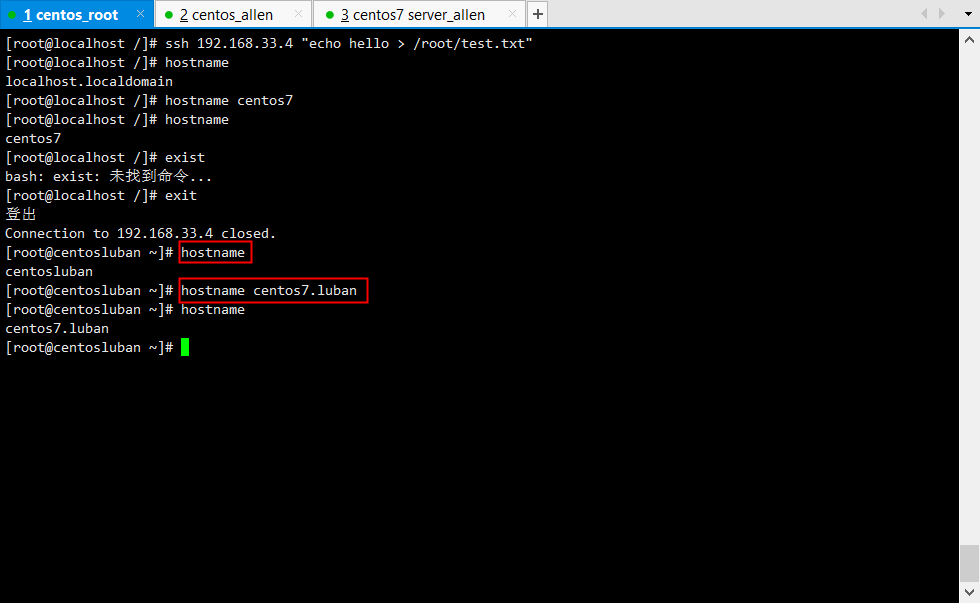 1 centos_root × 2 centos_allen × 3 centos7 server_allen × +
[root@localhost /]# ssh 192.168.33.4 "echo hello > /root/test.txt"
[root@localhost /]# hostname
localhost.localdomain
[root@localhost /]# hostname centos7
[root@localhost /]# hostname
centos7
[root@localhost /]# exist
bash: exist: 未找到命令...
[root@localhost /]# exit
登出
Connection to 192.168.33.4 closed.
[root@centosluban ~]# hostname
centosluban
[root@centosluban ~]# hostname centos7.luban
[root@centosluban ~]# hostname
centos7.luban
[root@centosluban ~]#